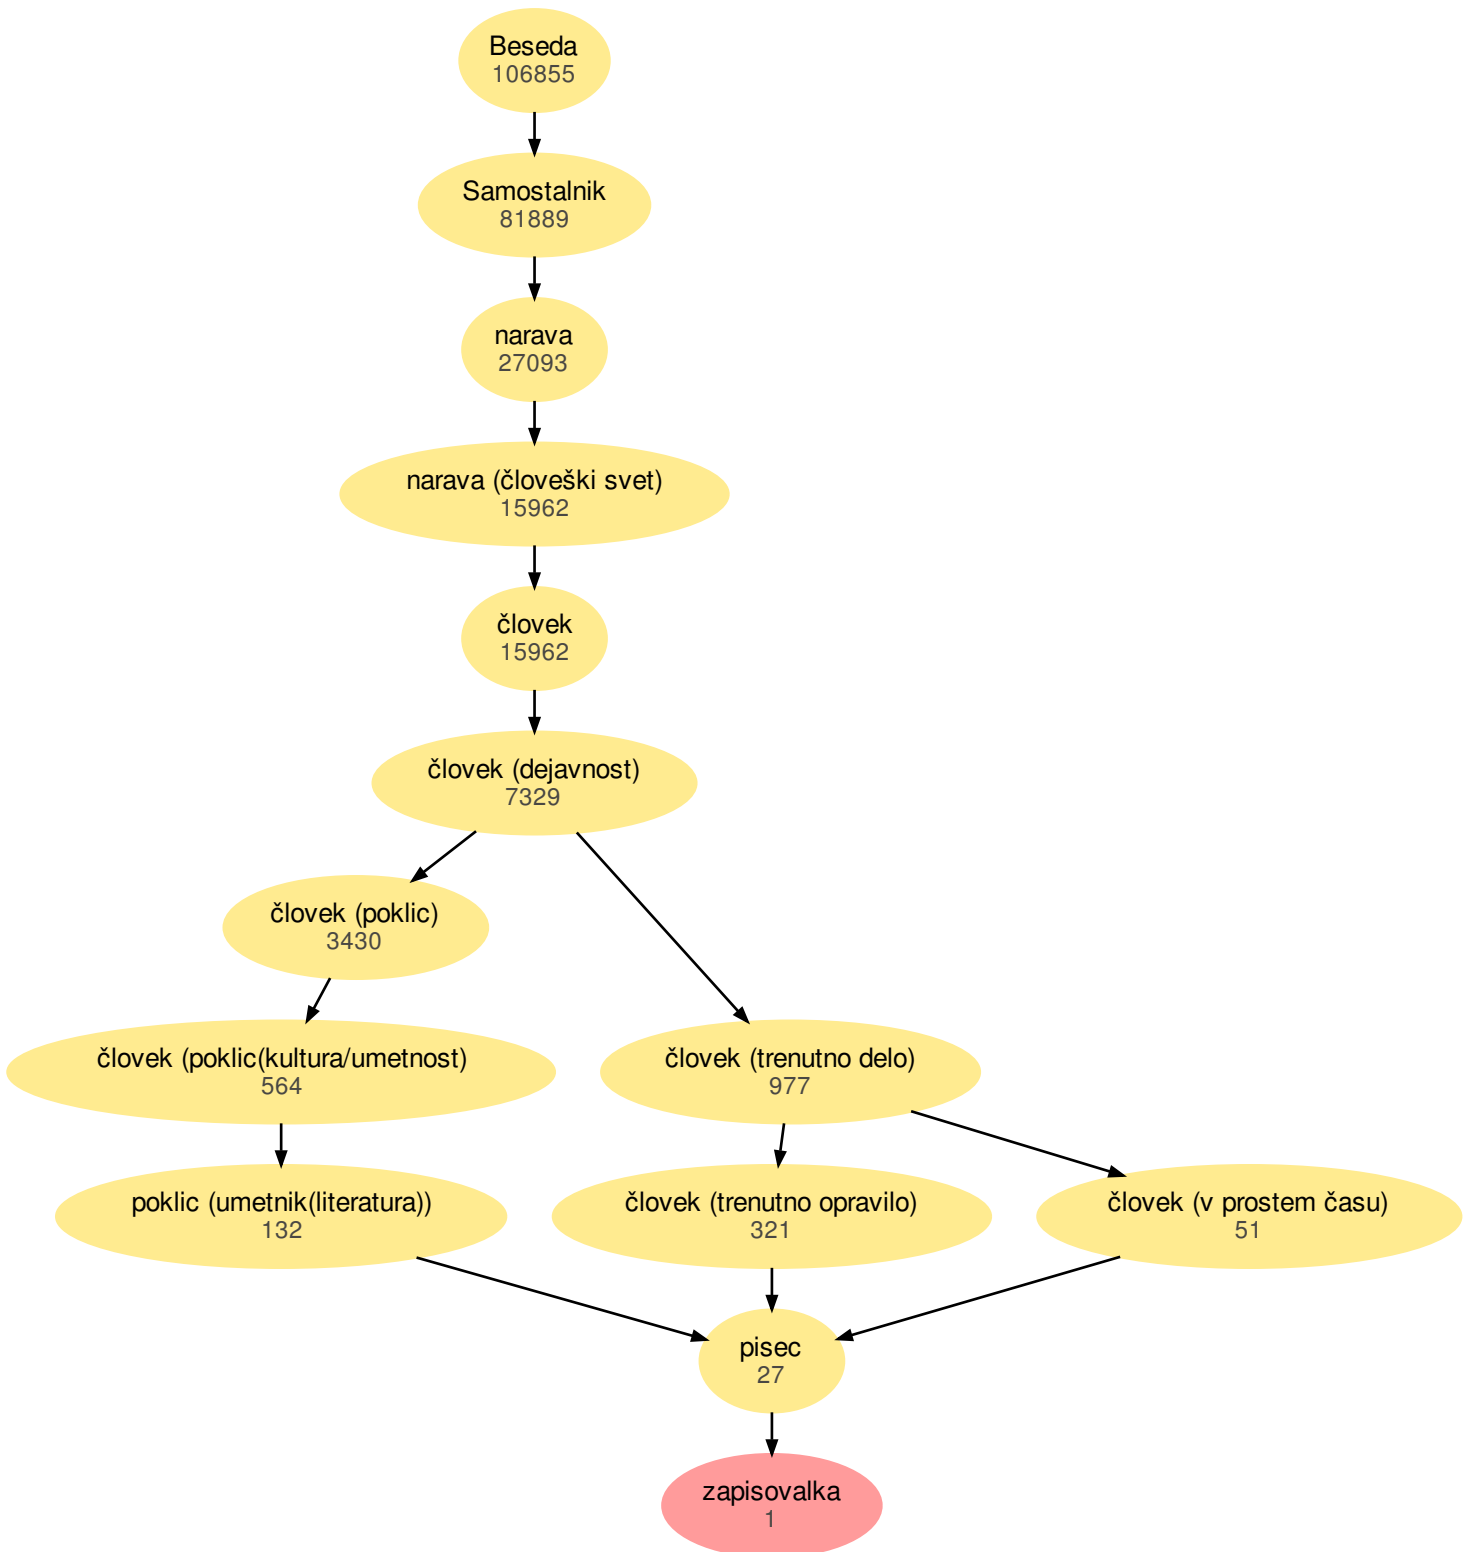 Beseda
106855
Samostalnik
81889
narava
27093
narava (človeški svet)
15962
človek
15962
človek (dejavnost)
7329
človek (poklic)
3430
človek (poklic(kultura/umetnost)
564
človek (trenutno delo)
977
poklic (umetnik(literatura))
132
človek (trenutno opravilo)
321
človek (v prostem času)
51
pisec
27
zapisovalka
1